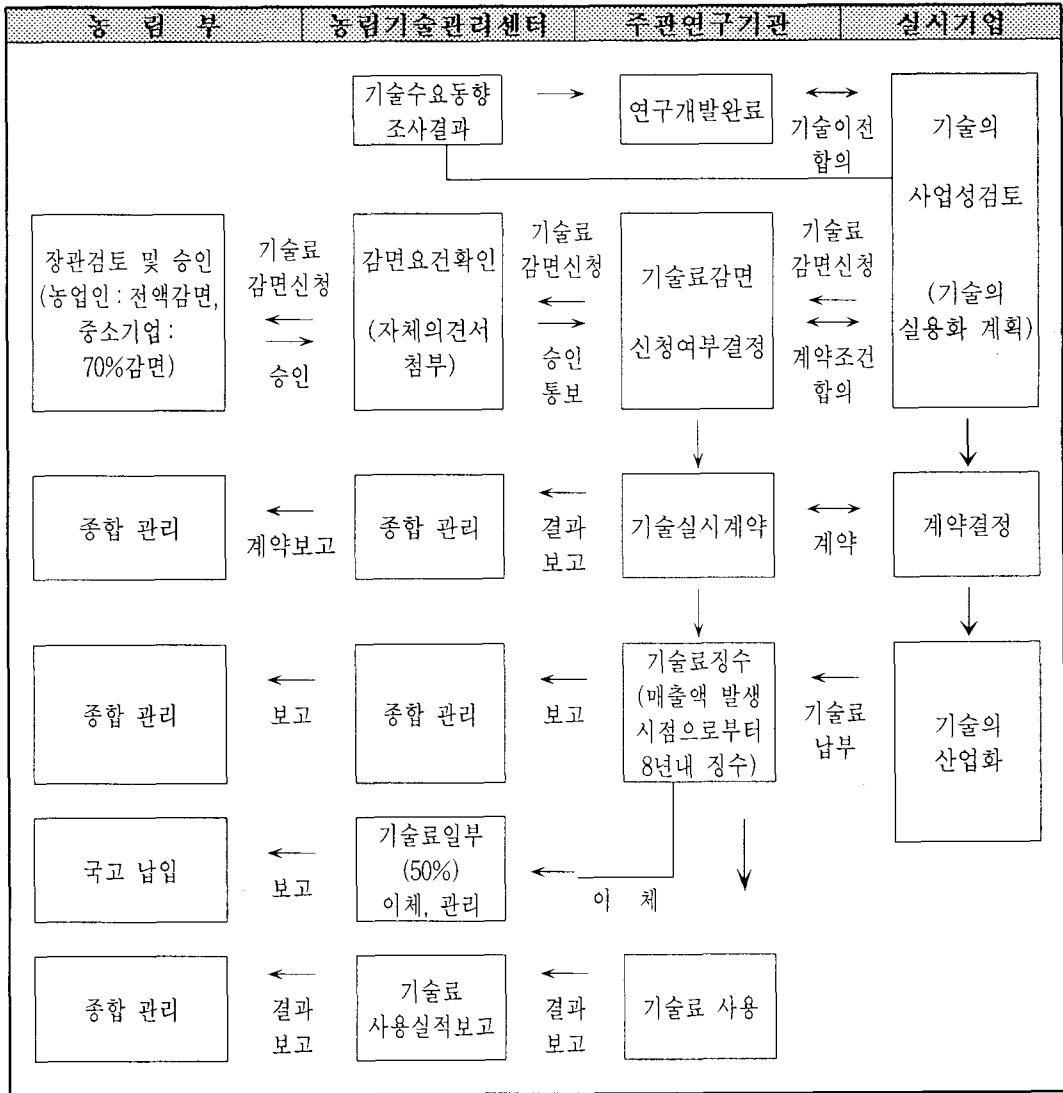 농 림 부
농림기술관리센터
주관연구기관
실시기업
기술수요동향
조사결과
연구개발완료
기술이전
합의
기술의
사업성검토
(기술의
실용화 계획)
장관검토 및 승인
(농업인 : 전액감면,
중소기업 :
70%감면)
기술료
감면신청
승인
감면요건확인
(자체의견서
첨부)
기술료
감면신청
승인
통보
기술료감면
신청여부결정
기술료
감면신청
계약조건
합의
종합 관리
계약보고
종합 관리
결과
보고
기술실시계약
계약
계약결정
종합 관리
보고
종합 관리
보고
기술료징수
(매출액 발생
시점으로부터
8년내 징수)
기술료
납부
기술의
산업화
국고 납입
보고
기술료일부
(50%)
이체, 관리
이 체
종합 관리
결과
보고
기술료
사용실적보고
결과
보고
기술료 사용